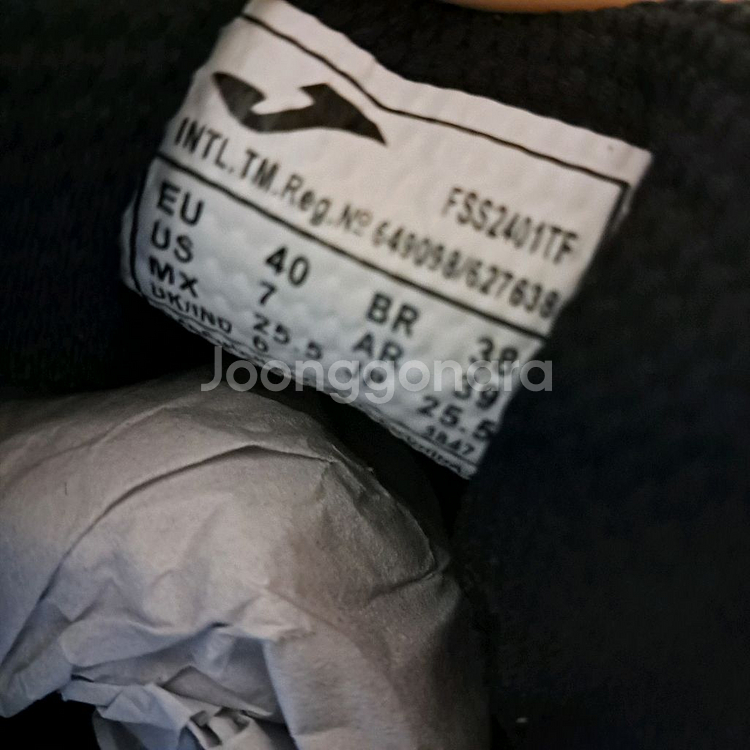 FSS2401TF
INTL.TM.Reg.Nº 649098/627638
EU 40 BR 38
US 7 AR 39
MX 25.5 25.5
UK/IND 6 1847
Joonggonara